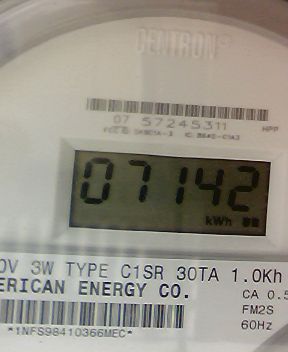 CENTRON®
07 57245311
HPP
07142
kWh
0V 3W TYPE C1SR 30TA 1.0Kh
ERICAN ENERGY CO.
CA 0.5
FM2S
60Hz
*1NFS98410366MEC*